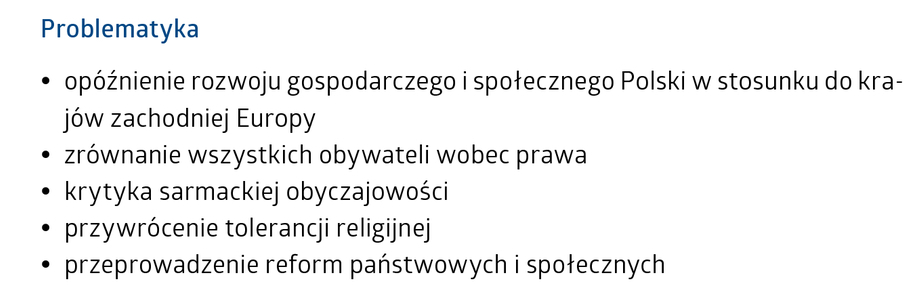 Problematyka
• opóźnienie rozwoju gospodarczego i społecznego Polski w stosunku do kra-
jów zachodniej Europy
• zrównanie wszystkich obywateli wobec prawa
• krytyka sarmackiej obyczajowości
• przywrócenie tolerancji religijnej
• przeprowadzenie reform państwowych i społecznych